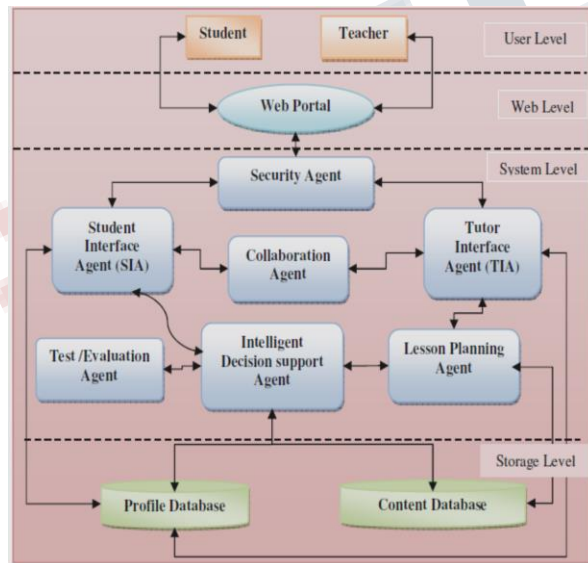 Student
Teacher
User Level
Web Portal
Web Level
Security Agent
System Level
Student
Interface
Agent (SIA)
Collaboration
Agent
Tutor
Interface
Agent (TIA)
Test /Evaluation
Agent
Intelligent
Decision support
Agent
Lesson Planning
Agent
Storage Level
Profile Database
Content Database